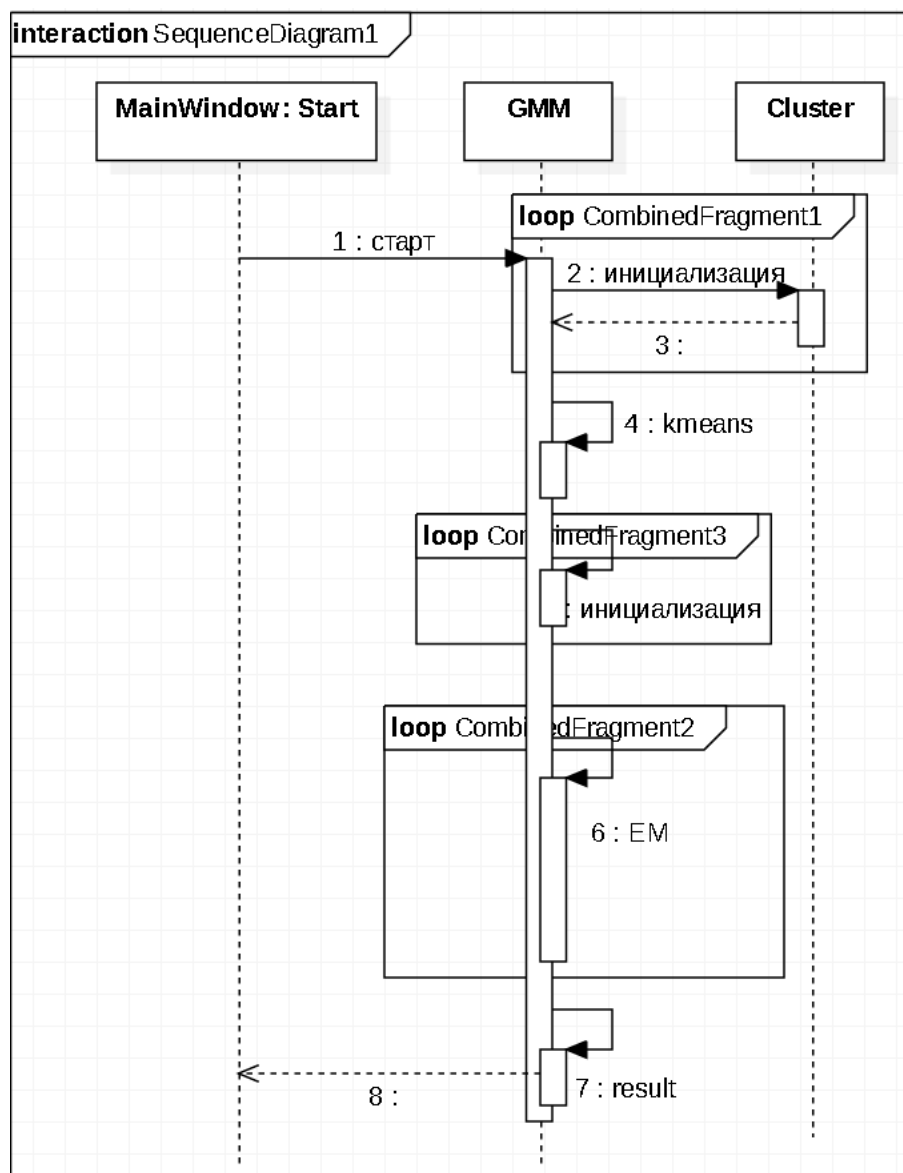 interaction SequenceDiagram1
MainWindow: Start
GMM
Cluster
loop CombinedFragment1
1 : старт
2 : инициализация
3 :
4 : kmeans
loop CombinedFragment3
: инициализация
loop CombinedFragment2
6 : EM
7 : result
8 :